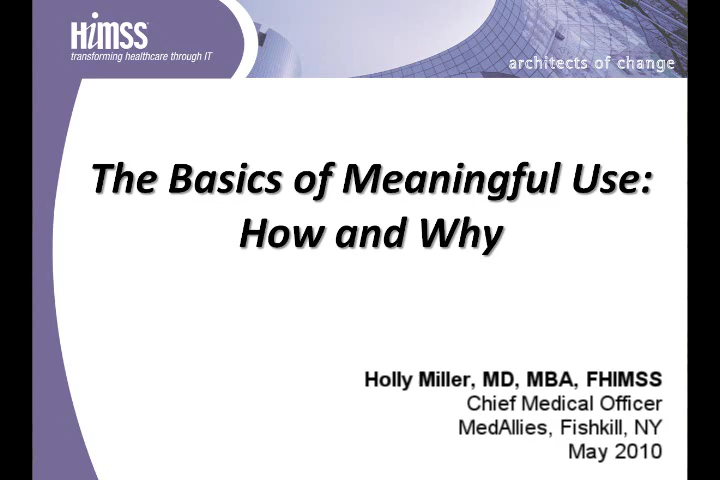 HIMSS
transforming healthcare through IT
architects of change
The Basics of Meaningful Use:
How and Why
Holly Miller, MD, MBA, FHIMSS
Chief Medical Officer
MedAllies, Fishkill, NY
May 2010